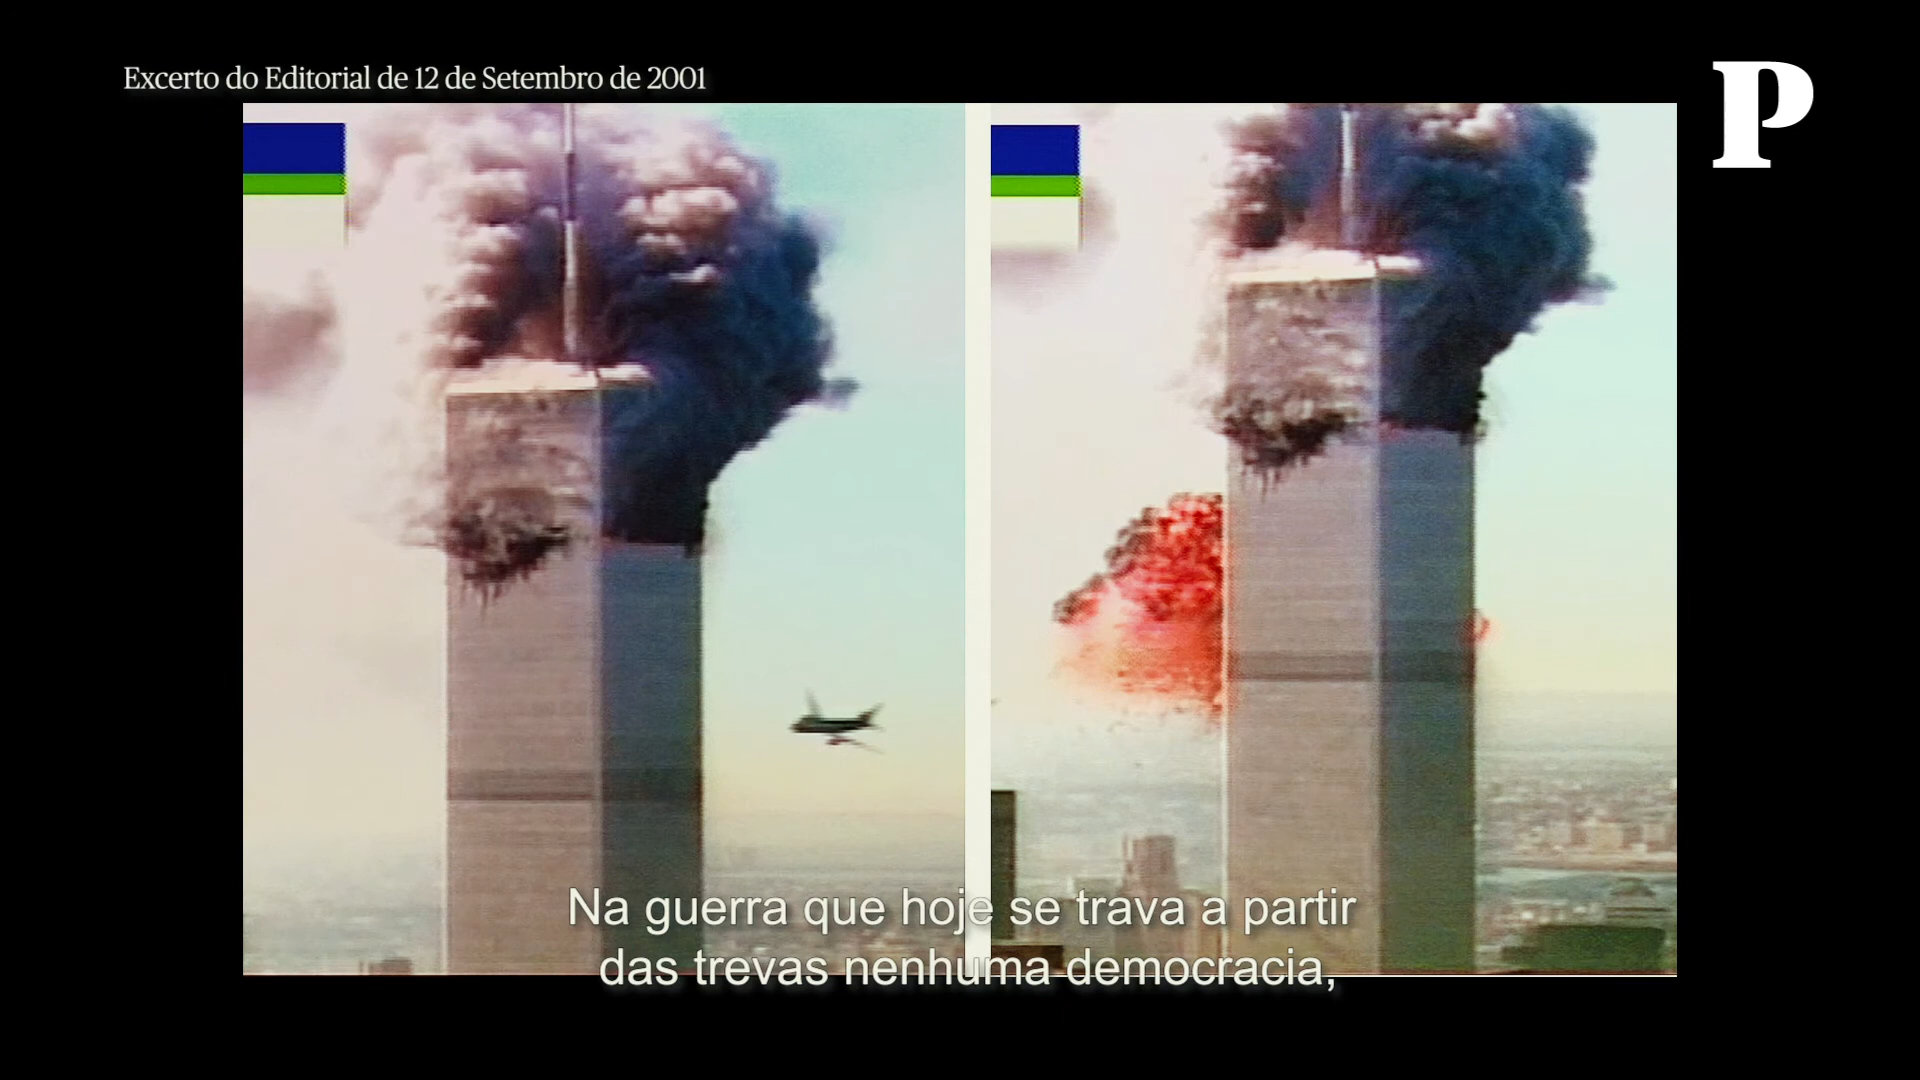 Excerto do Editorial de 12 de Setembro de 2001
P
Na guerra que hoje se trava a partir
das trevas nenhuma democracia,